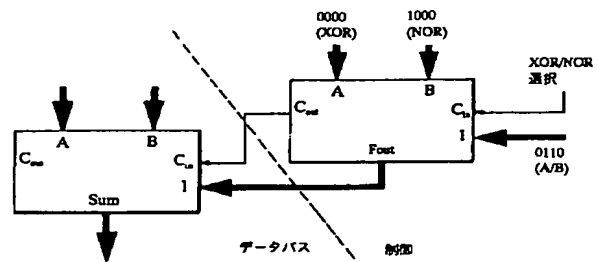 0000
(XOR)
1000
(NOR)
XOR/NOR
選択
A
B
Cout
Cin
I
Fout
0110
(A/B)
A
B
Cout
Cin
I
Sum
データバス
制御